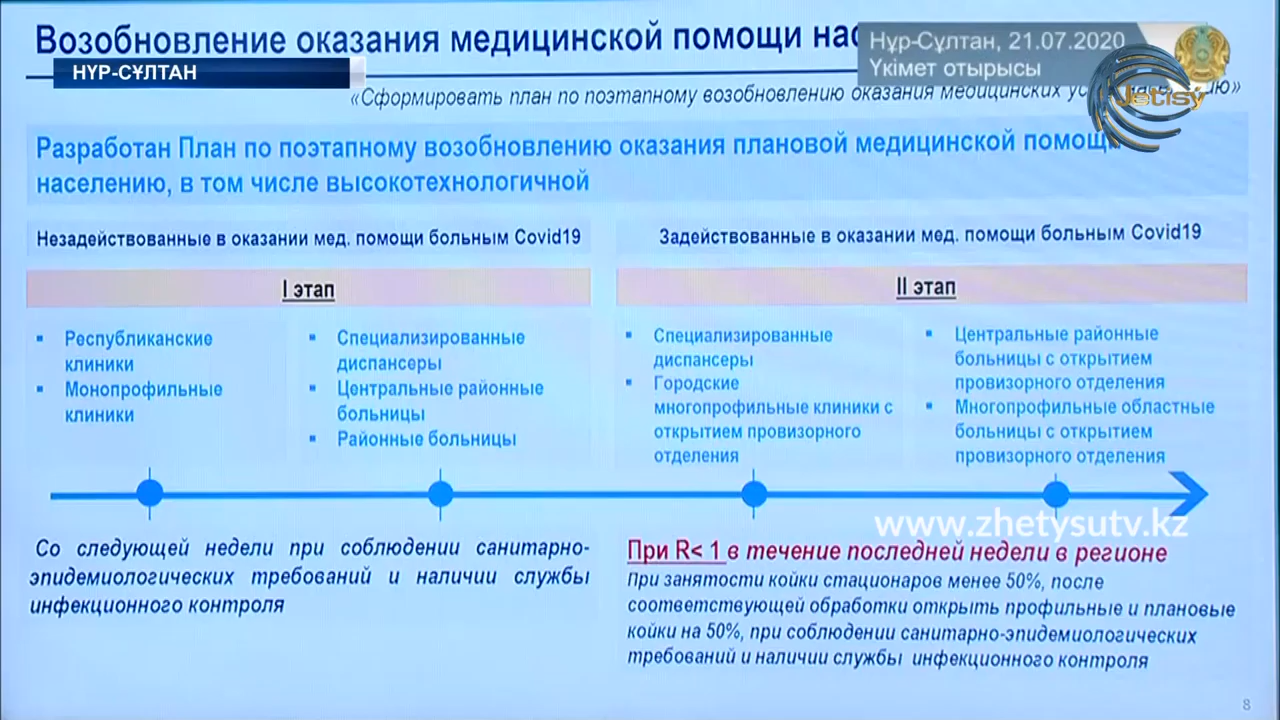 Возобновление оказания медицинской помощи
Нұр-Сұлтан, 21.07.2020
Үкімет отырысы
НҮР-СҰЛТАН
Jetisý
«Сформировать план по поэтапному возобновлению оказания медицинских
Разработан План по поэтапному возобновлению оказания плановой медицинской помощи
населению, в том числе высокотехнологичной
Незадействованные в оказании мед. помощи больным Covid19
I этап
▪ Республиканские
клиники
▪ Монопрофильные
клиники
▪ Специализированные
диспансеры
▪ Центральные районные
больницы
▪ Районные больницы
Со следующей недели при соблюдении санитарно-
эпидемиологических требований и наличии службы
инфекционного контроля
Задействованные в оказании мед. помощи больным Covid19
II этап
▪ Специализированные
диспансеры
▪ Городские
многопрофильные клиники с
открытием провизорного
отделения
▪ Центральные районные
больницы с открытием
провизорного отделения
▪ Многопрофильные областные
больницы с открытием
провизорного отделения
www.zhetysutv.kz
При R< 1 в течение последней недели в регионе
При занятости койки стационаров менее 50%, после
соответствующей обработки открыть профильные и плановые
койки на 50%, при соблюдении санитарно-эпидемиологических
требований и наличии службы инфекционного контроля
8